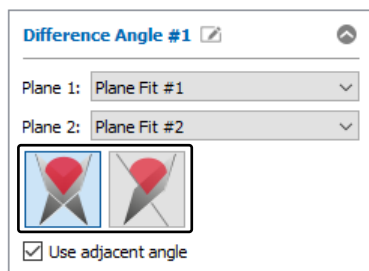 Difference Angle #1
Plane 1: Plane Fit #1
Plane 2: Plane Fit #2
Use adjacent angle